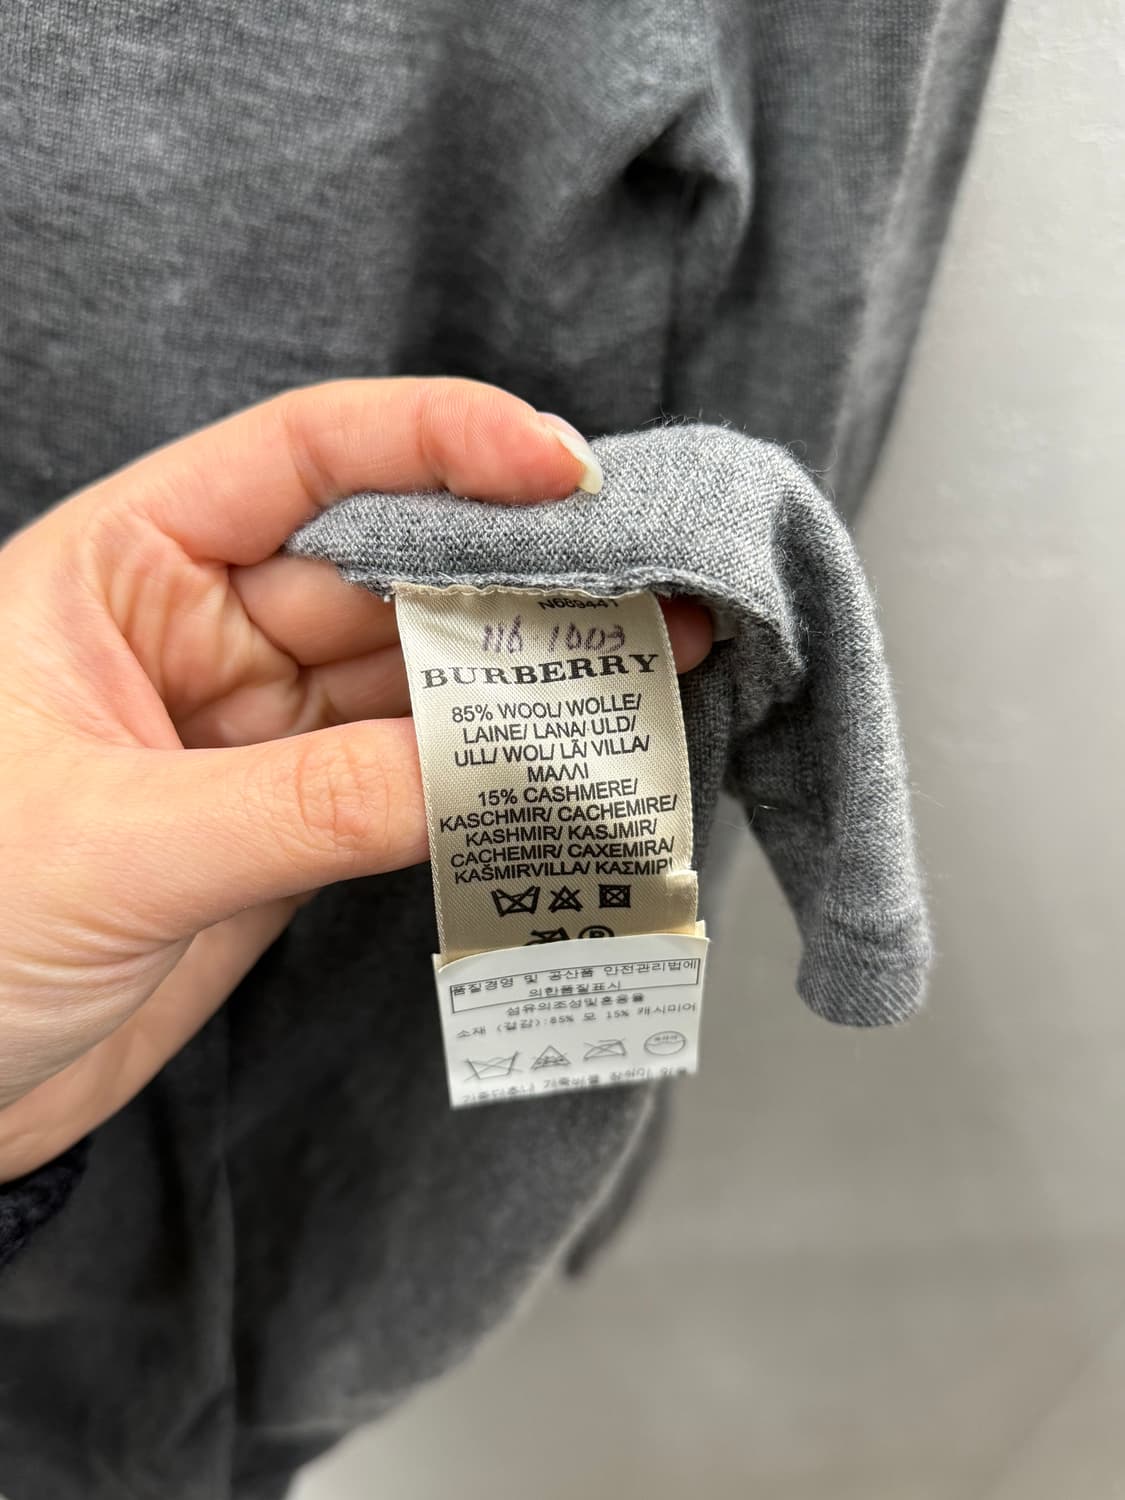 N689441
116 1003
BURBERRY
85% WOOL/ WOLLE/
LAINE/ LANA/ ULD/
ULL/ WOL/ LÃ/ VILLA/
ΜΑΛΛΙ
15% CASHMERE/
KASCHMIR/ CACHEMIRE/
KASHMIR/ KASJMIR/
CACHEMIR/ CAXEMIRA/
KAŠMIRVILLA/ ΚΑΣΜΙΡΙ
P
품질경영 및 공산품 안전관리법에
의한품질표시
섬유의조성및혼용율
소재 (겉감):85% 모 15% 캐시미어